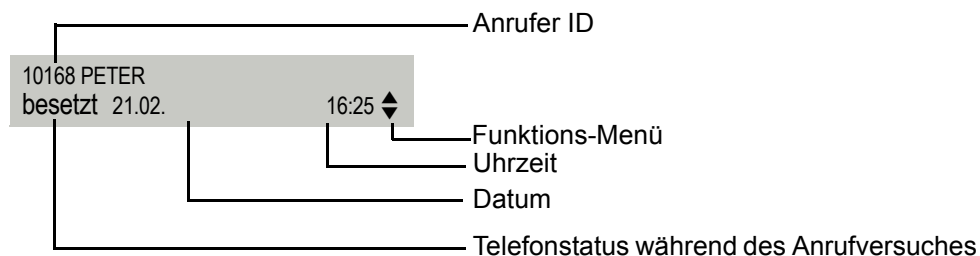 Anrufer ID
10168 PETER
besetzt 21.02. 16:25
Funktions-Menü
Uhrzeit
Datum
Telefonstatus während des Anrufversuches